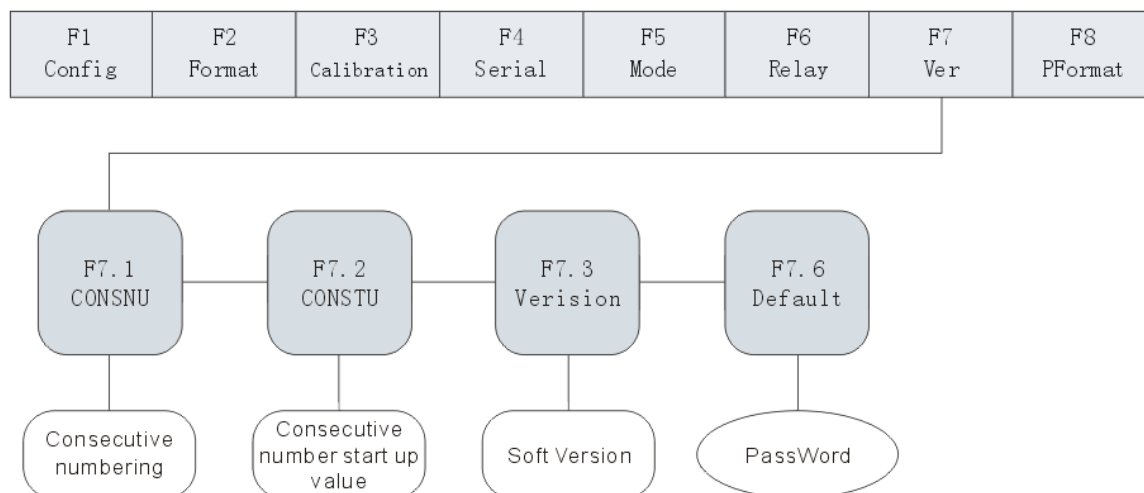 F1 F2 F3 F4 F5 F6 F7 F8
Config Format Calibration Serial Mode Relay Ver PFormat
F7.1 F7.2 F7.3 F7.6
CONSNU CONSTU Verision Default
Consecutive
numbering
Consecutive
number start up
value
Soft Version
PassWord